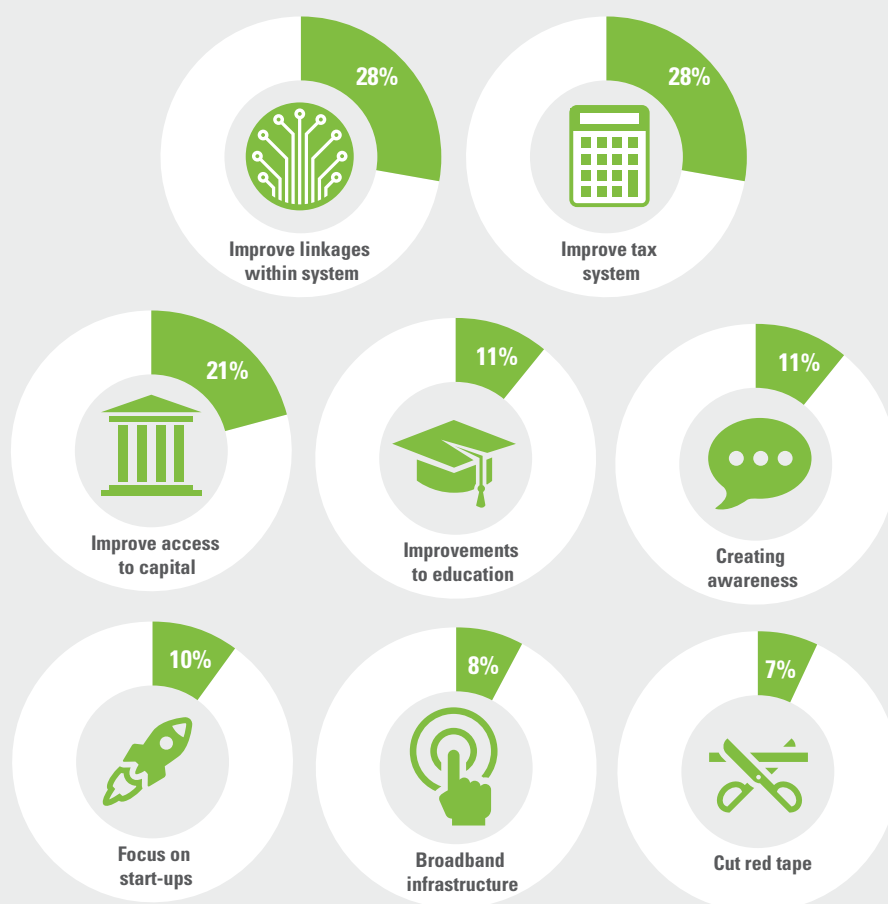 28%
Improve linkages
within system
28%
Improve tax
system
21%
Improve access
to capital
11%
Improvements
to education
11%
Creating
awareness
10%
Focus on
start-ups
8%
Broadband
infrastructure
7%
Cut red tape